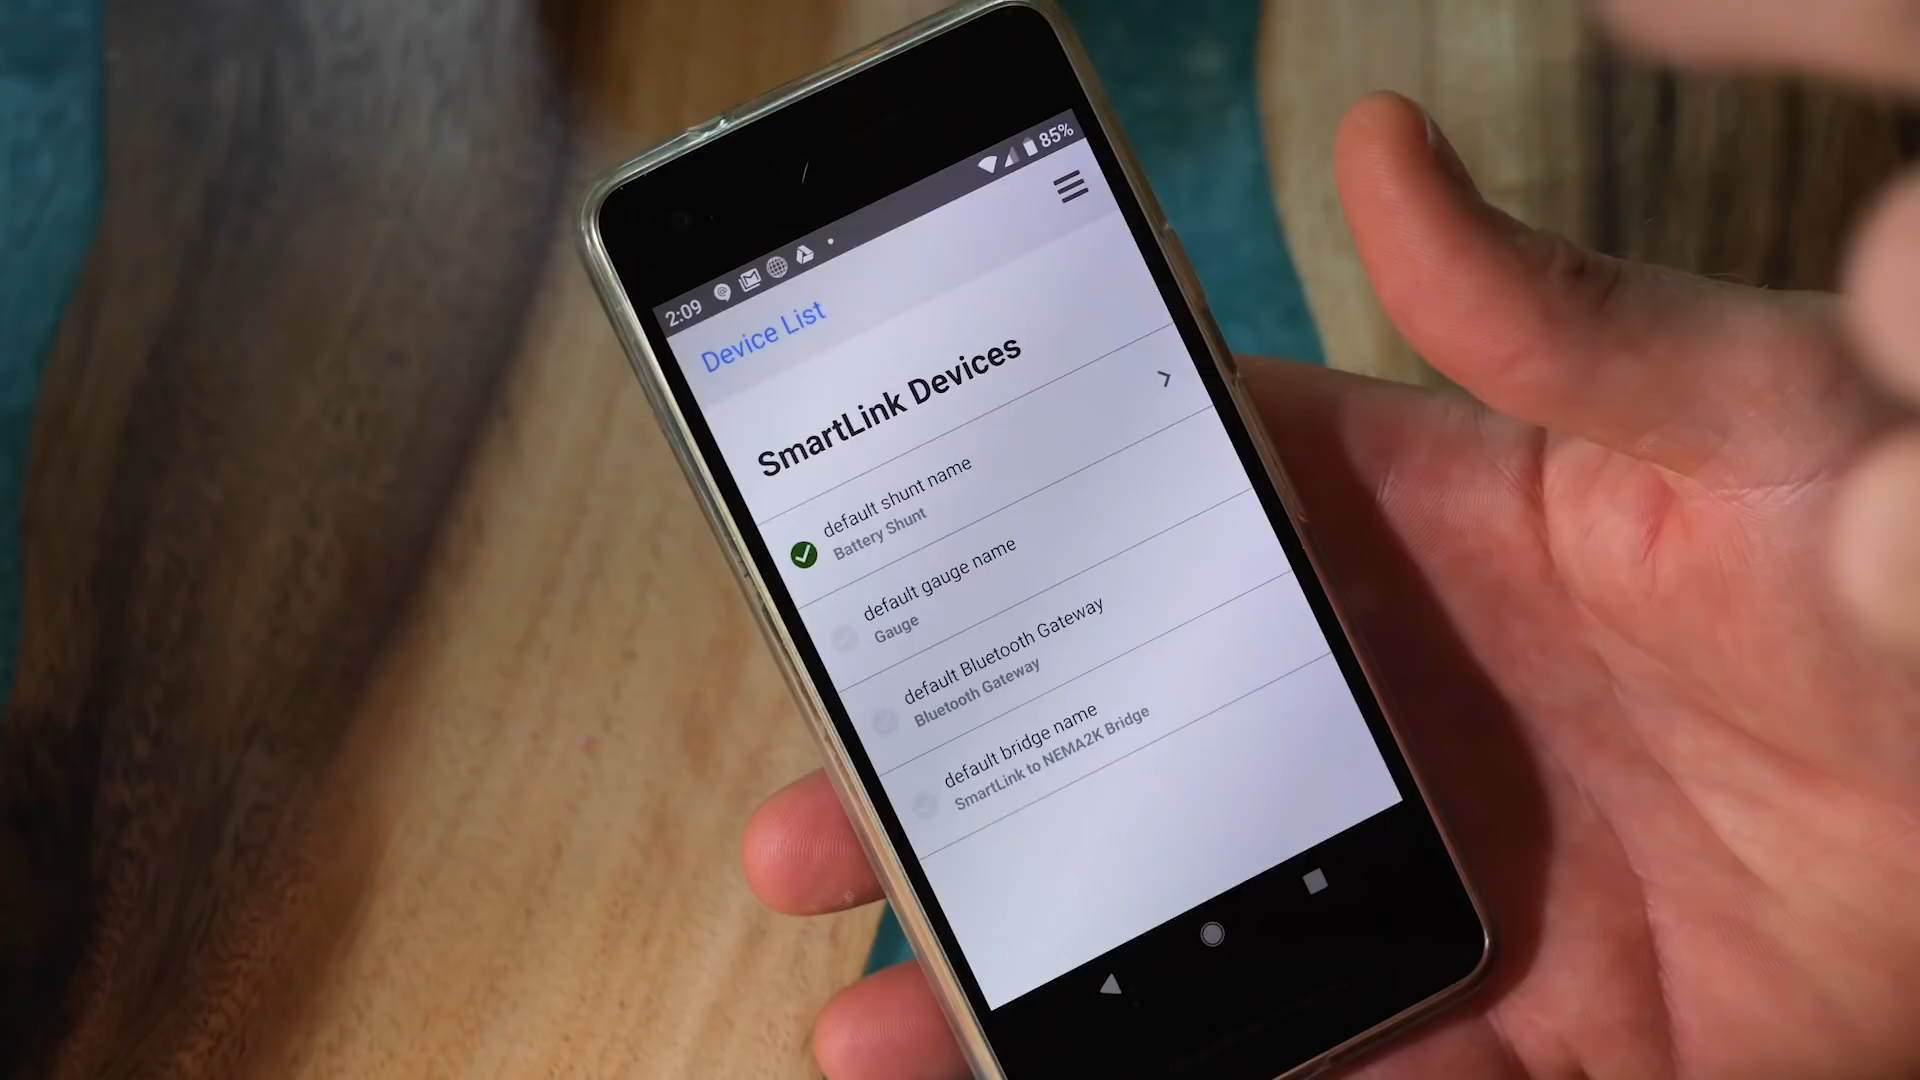 2:09 85%
Device List
SmartLink Devices
default shunt name
Battery Shunt
default gauge name
Gauge
default Bluetooth Gateway
Bluetooth Gateway
default bridge name
SmartLink to NEMA2K Bridge